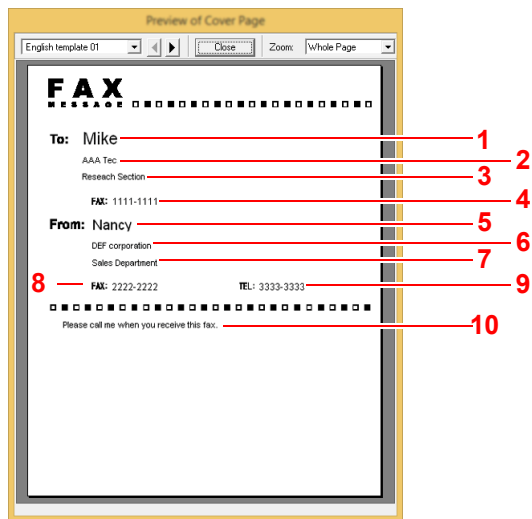 Preview of Cover Page
English template 01 Close Zoom: Whole Page
FAX
MESSAGE
To: Mike 1
AAA Tec 2
Reseach Section 3
FAX: 1111-1111 4
From: Nancy 5
DEF corporation 6
Sales Department 7
8 FAX: 2222-2222 TEL: 3333-3333 9
Please call me when you receive this fax. 10